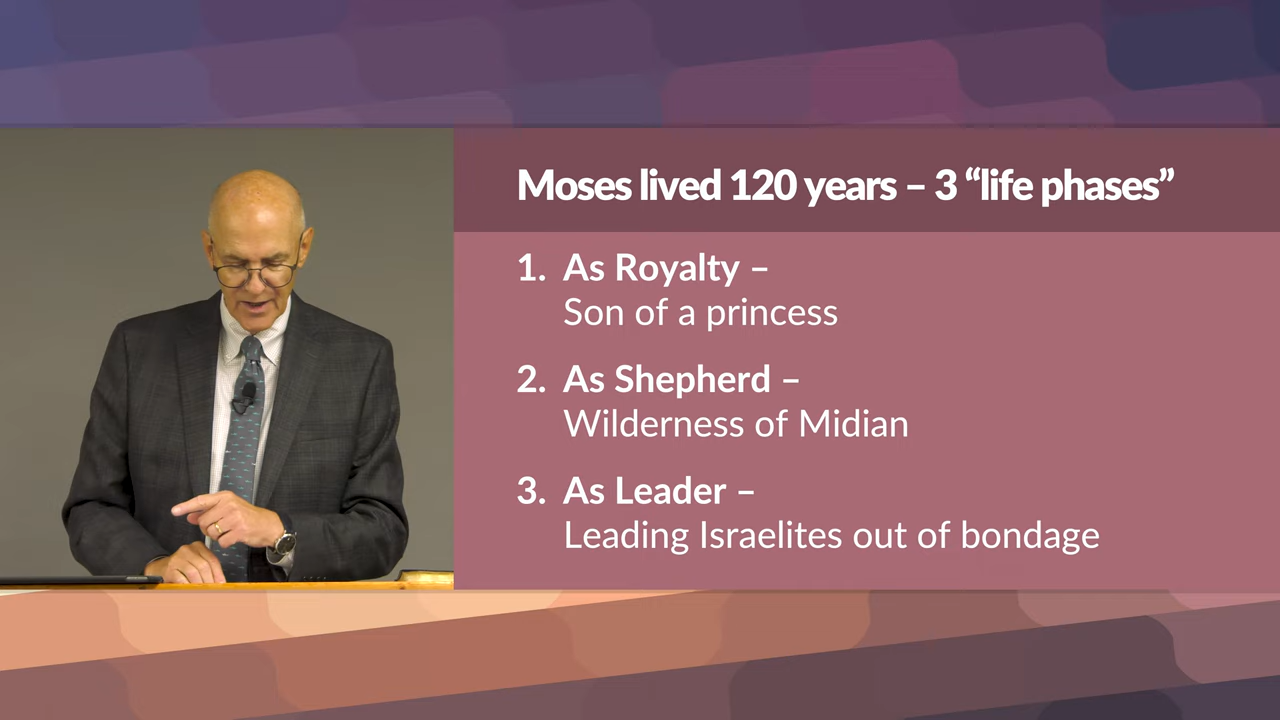 Moses lived 120 years – 3 “life phases”
1. As Royalty –
Son of a princess
2. As Shepherd –
Wilderness of Midian
3. As Leader –
Leading Israelites out of bondage